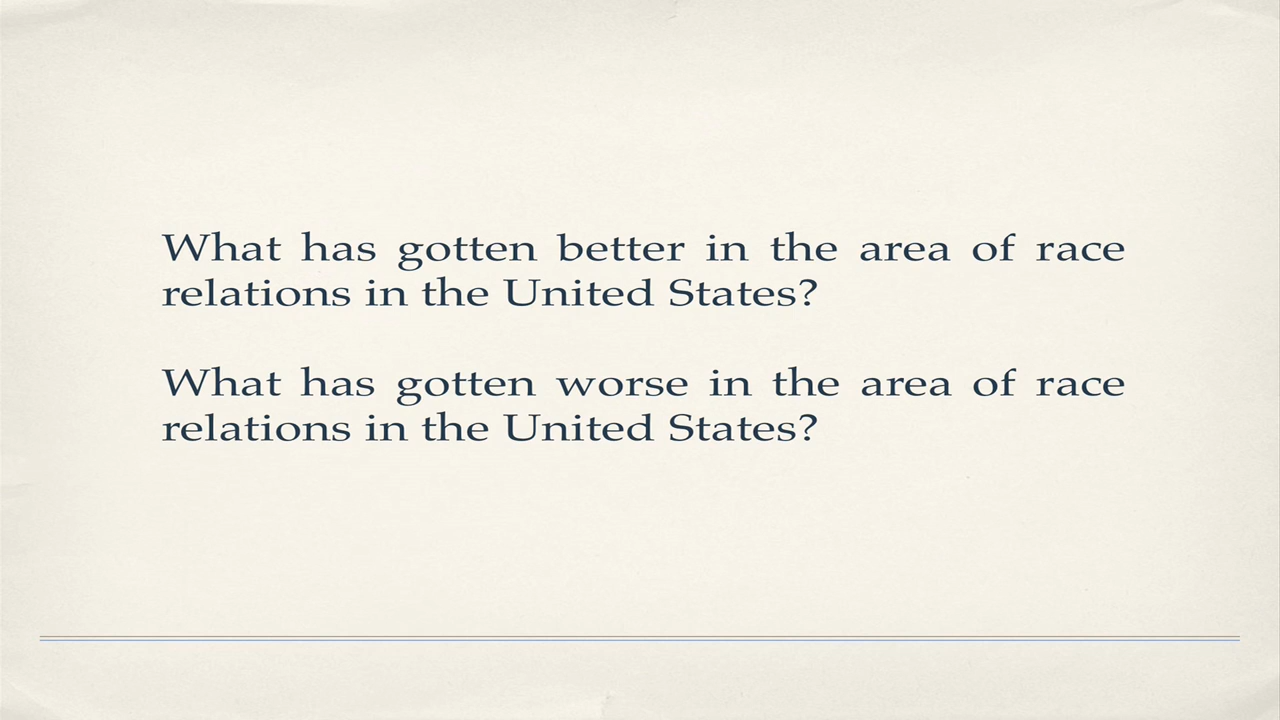 What has gotten better in the area of race
relations in the United States?
What has gotten worse in the area of race
relations in the United States?